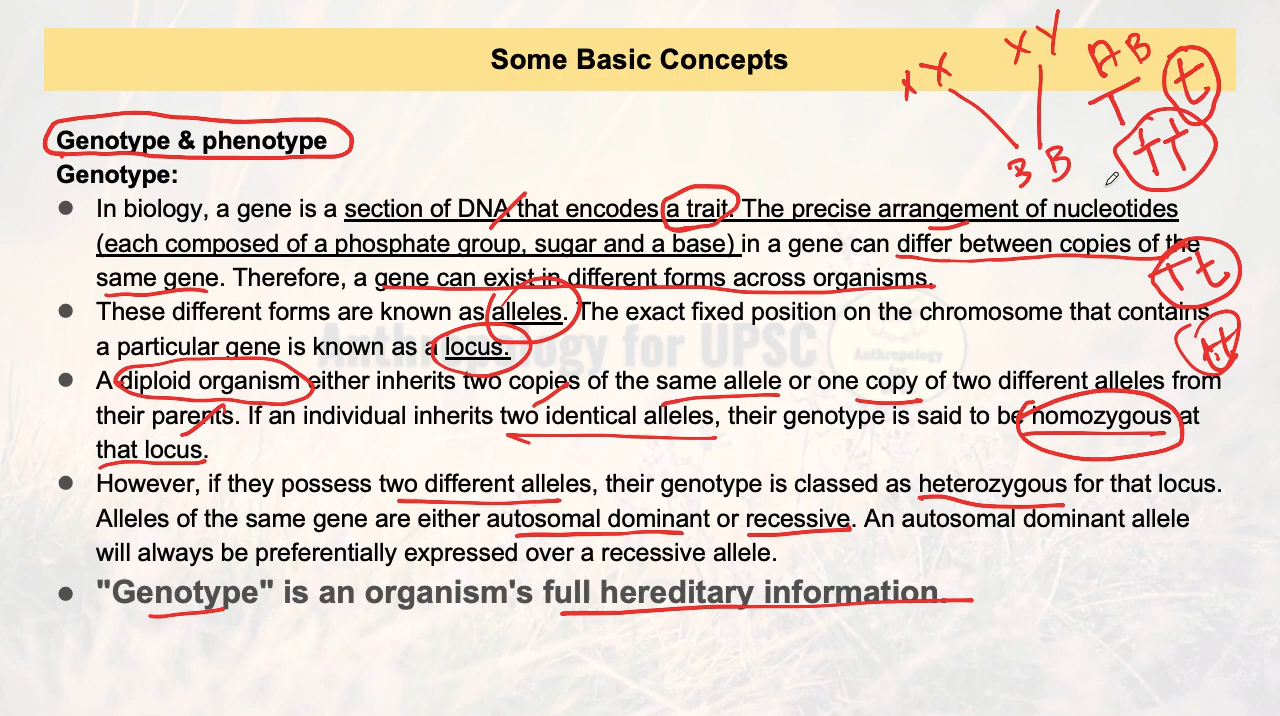 Some Basic Concepts
X X
X Y
A B
T t
TT
B B
Genotype & phenotype
Genotype:
● In biology, a gene is a section of DNA that encodes a trait. The precise arrangement of nucleotides
(each composed of a phosphate group, sugar and a base) in a gene can differ between copies of the
same gene. Therefore, a gene can exist in different forms across organisms.
Tt
● These different forms are known as alleles. The exact fixed position on the chromosome that contains
a particular gene is known as a locus.
tt
Anthropology for UPSC
Anthropology
● A diploid organism either inherits two copies of the same allele or one copy of two different alleles from
their parents. If an individual inherits two identical alleles, their genotype is said to be homozygous at
that locus.
● However, if they possess two different alleles, their genotype is classed as heterozygous for that locus.
Alleles of the same gene are either autosomal dominant or recessive. An autosomal dominant allele
will always be preferentially expressed over a recessive allele.
● "Genotype" is an organism's full hereditary information.